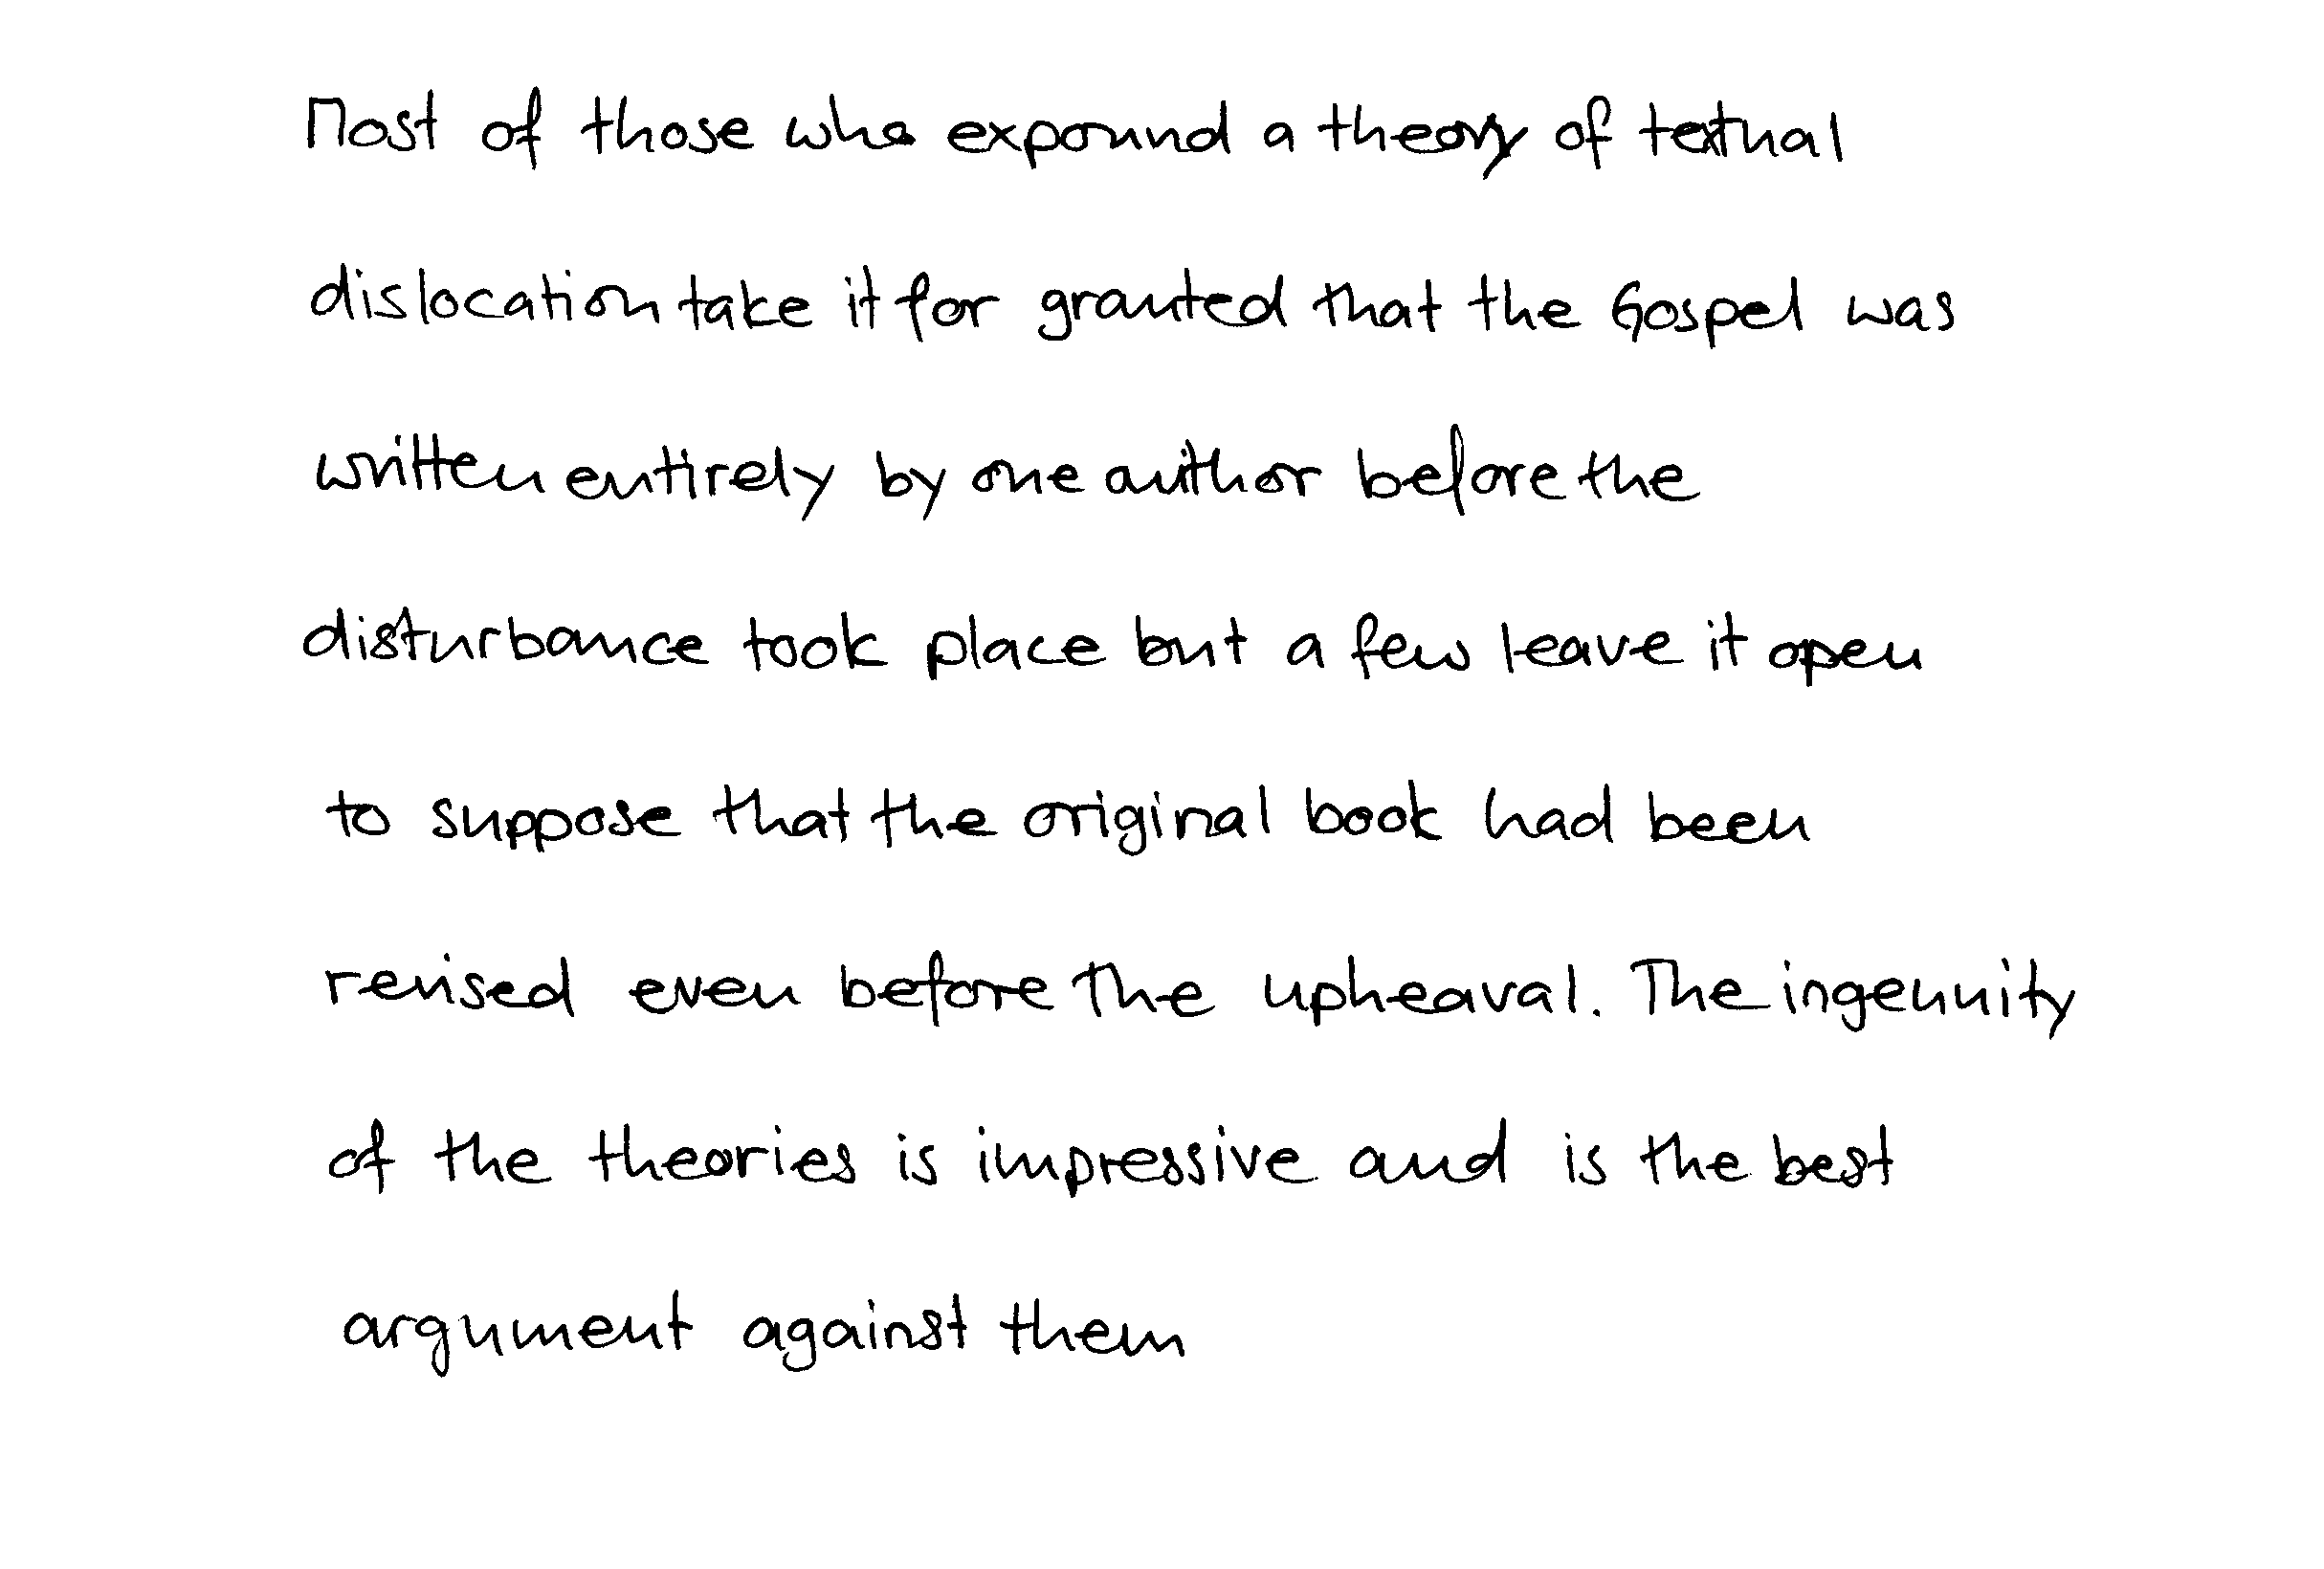 Most of those who expound a theory of textual
dislocation take it for granted that the Gospel was
written entirely by one author before the
disturbance took place but a few leave it open
to suppose that the original book had been
revised even before the upheaval. The ingenuity
of the theories is impressive and is the best
argument against them